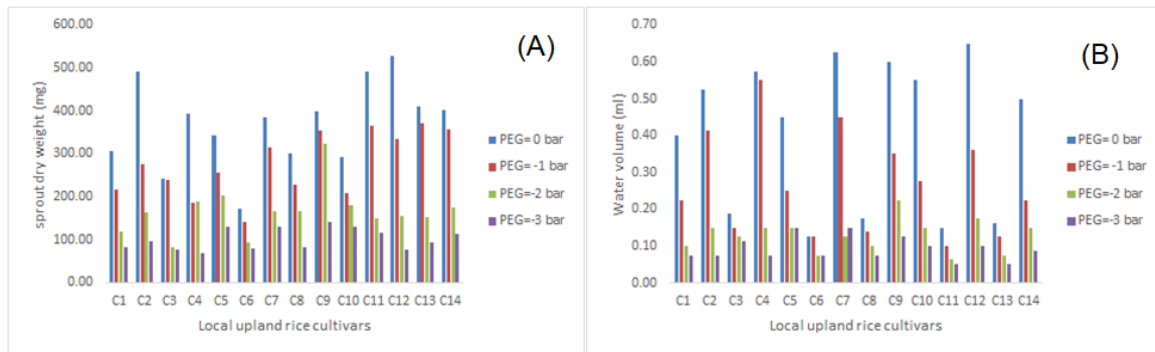 (A)
600.00
500.00
400.00
300.00
200.00
100.00
0.00
sprout dry weight (mg)
C1 C2 C3 C4 C5 C6 C7 C8 C9 C10 C11 C12 C13 C14
Local upland rice cultivars
PEG= 0 bar
PEG= -1 bar
PEG=-2 bar
PEG=-3 bar
(B)
0.70
0.60
0.50
0.40
0.30
0.20
0.10
0.00
Water volume (ml)
C1 C2 C3 C4 C5 C6 C7 C8 C9 C10 C11 C12 C13 C14
Local upland rice cultivars
PEG= 0 bar
PEG= -1 bar
PEG=-2 bar
PEG=-3 bar